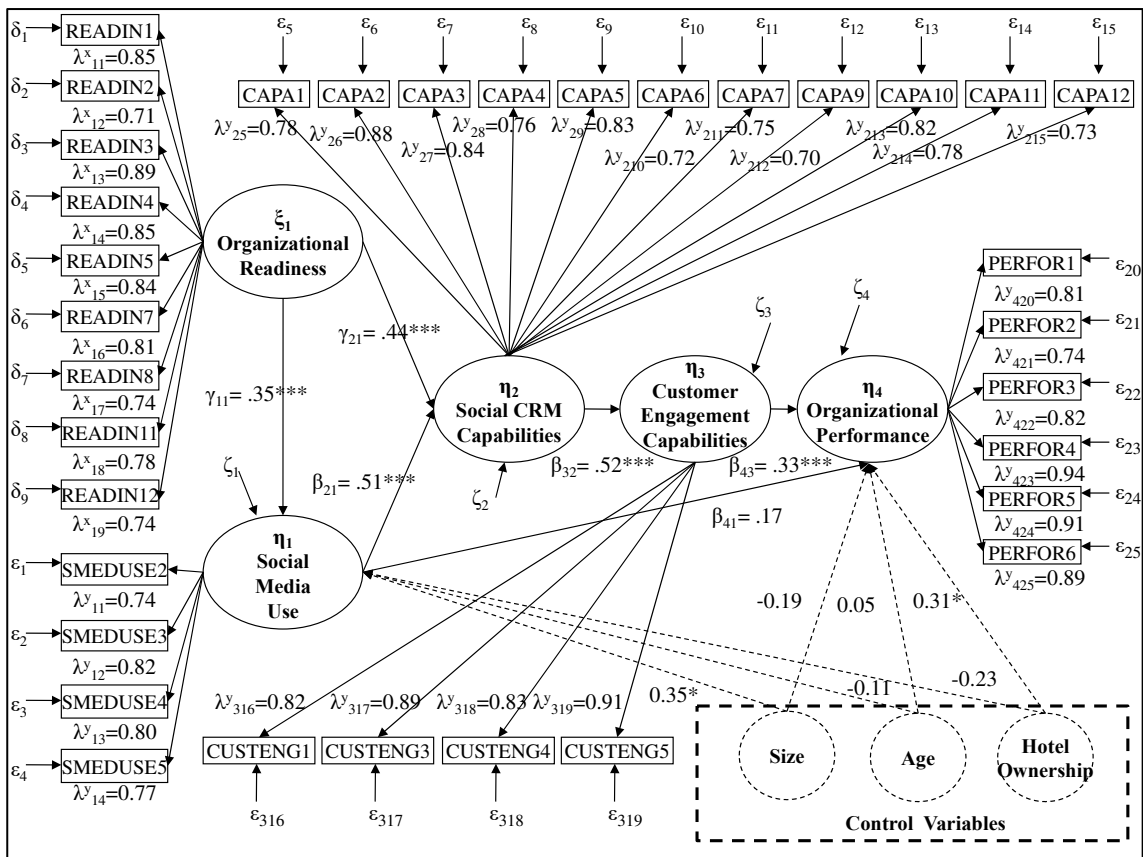 δ1
READIN1
λx11=0.85
δ2
READIN2
λx12=0.71
δ3
READIN3
λx13=0.89
δ4
READIN4
λx14=0.85
δ5
READIN5
λx15=0.84
δ6
READIN7
λx16=0.81
δ7
READIN8
λx17=0.74
δ8
READIN11
λx18=0.78
δ9
READIN12
λx19=0.74
ε1
SMEDUSE2
λy11=0.74
ε2
SMEDUSE3
λy12=0.82
ε3
SMEDUSE4
λy13=0.80
ε4
SMEDUSE5
λy14=0.77
ε5 ε6 ε7 ε8 ε9 ε10 ε11 ε12 ε13 ε14 ε15
CAPA1 CAPA2 CAPA3 CAPA4 CAPA5 CAPA6 CAPA7 CAPA9 CAPA10 CAPA11 CAPA12
λy25=0.78
λy26=0.88
λy27=0.84
λy28=0.76
λy29=0.83
λy210=0.72
λy211=0.75
λy212=0.70
λy213=0.82
λy214=0.78
λy215=0.73
ξ1
Organizational
Readiness
γ21= .44***
γ11= .35***
ζ1
β21= .51***
η1
Social
Media
Use
η2
Social CRM
Capabilities
ζ2
β32= .52***
ζ3
η3
Customer
Engagement
Capabilities
β43= .33***
β41= .17
ζ4
η4
Organizational
Performance
PERFOR1
ε20
λy420=0.81
PERFOR2
ε21
λy421=0.74
PERFOR3
ε22
λy422=0.82
PERFOR4
ε23
λy423=0.94
PERFOR5
ε24
λy424=0.91
PERFOR6
ε25
λy425=0.89
-0.19
0.05
0.31*
0.35*
-0.11
-0.23
λy316=0.82
λy317=0.89
λy318=0.83
λy319=0.91
CUSTENG1 CUSTENG3 CUSTENG4 CUSTENG5
ε316 ε317 ε318 ε319
Size
Age
Hotel
Ownership
Control Variables